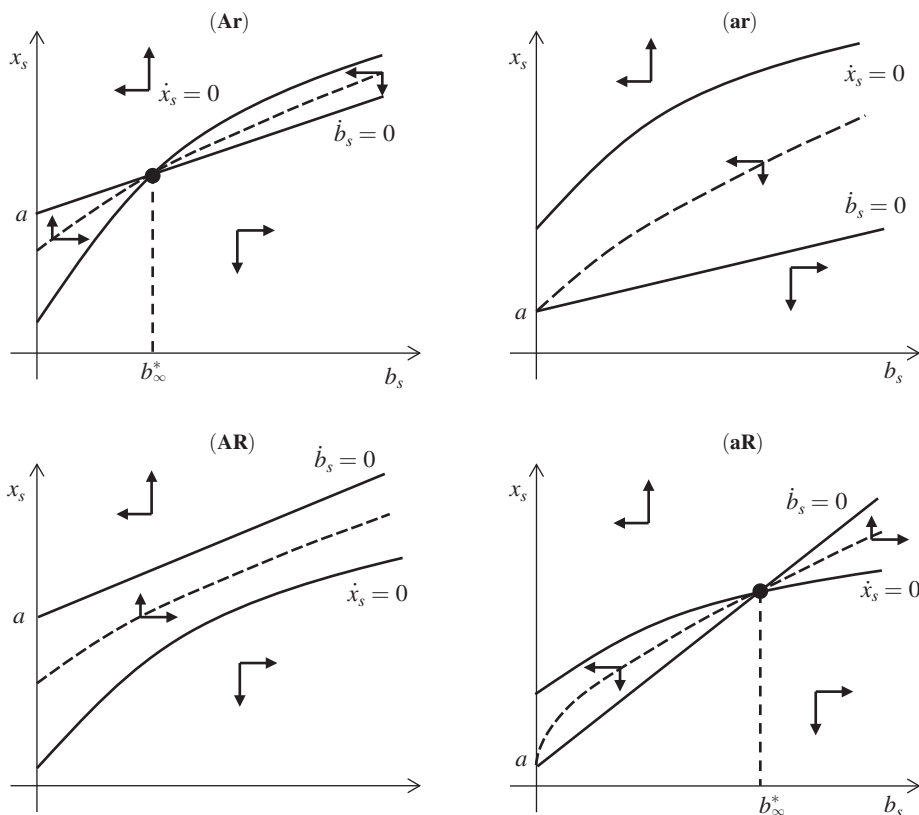 (Ar)
x_s
ẋ_s = 0
ḃ_s = 0
a
b*_∞
b_s
(ar)
x_s
ẋ_s = 0
ḃ_s = 0
a
b_s
(AR)
x_s
ḃ_s = 0
a
ẋ_s = 0
(aR)
x_s
ḃ_s = 0
ẋ_s = 0
a
b*_∞
b_s